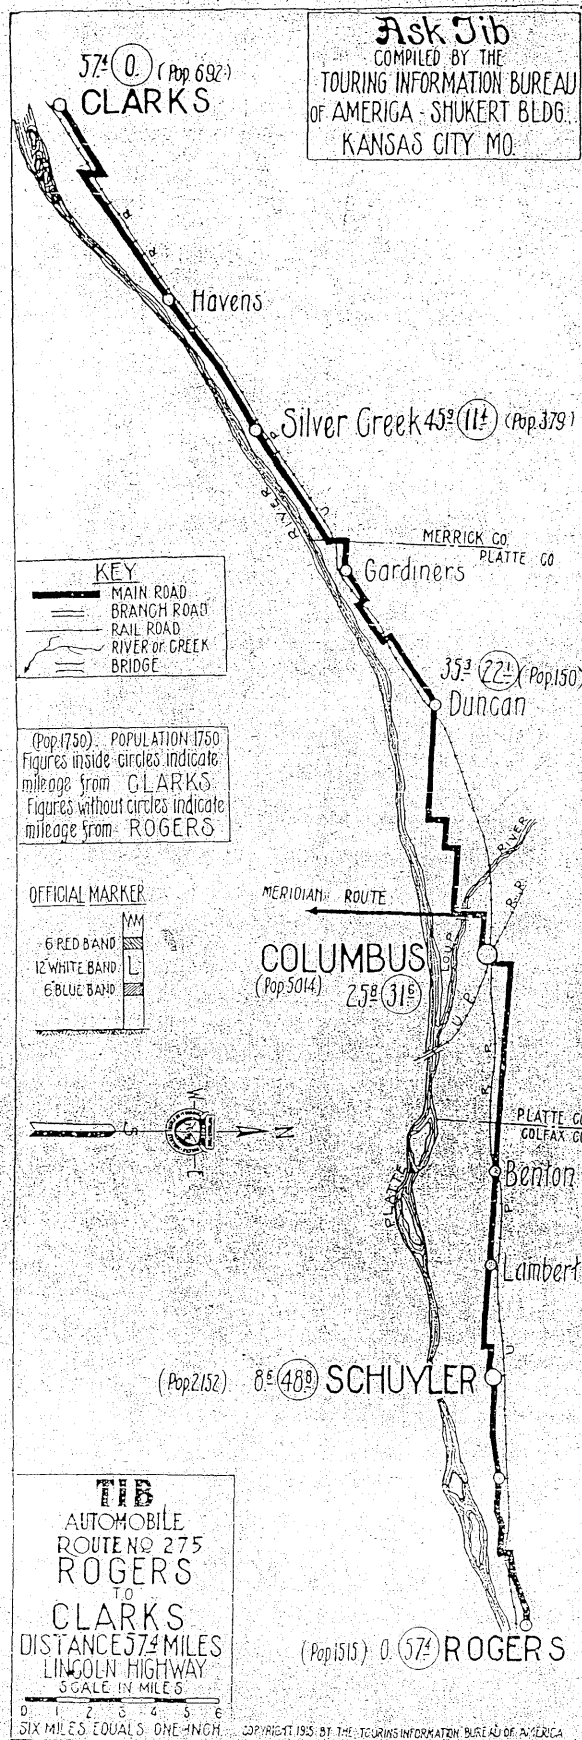 Ask Tib
COMPILED BY THE
TOURING INFORMATION BUREAU
OF AMERICA - SHUKERT BLDG.
KANSAS CITY MO.
57.4 0. (Pop. 692)
CLARKS
R.
R.
Havens
Silver Creek 45.9 11.4 (Pop. 379)
RIVER
U
MERRICK CO.
PLATTE CO
Gardiners
KEY
MAIN ROAD
BRANCH ROAD
RAIL ROAD
RIVER or CREEK
BRIDGE
35.3 22.1 (Pop. 150)
Duncan
(Pop. 1750). POPULATION 1750
Figures inside circles indicate
mileage from CLARKS
Figures without circles indicate
mileage from ROGERS
RIVER
OFFICIAL MARKER
6 RED BAND
12" WHITE BAND L
6" BLUE BAND
MERIDIAN ROUTE
R.R.
LOUP
COLUMBUS
(Pop. 5014) 25.8 31.6
U. P.
R. R.
W
S N
E
PLATTE CO
COLFAX CO
Benton
PLATTE
P
Lambert
U
(Pop. 2152) 8.6 48.8 SCHUYLER
TIB
AUTOMOBILE
ROUTE NO 275
ROGERS
TO
CLARKS
DISTANCE 57.4 MILES
LINCOLN HIGHWAY
SCALE IN MILES
0 1 2 3 4 5 6
SIX MILES EQUALS ONE INCH
(Pop. 1515) 0. 57.4 ROGERS
COPYRIGHT 1915 BY THE TOURING INFORMATION BUREAU OF AMERICA